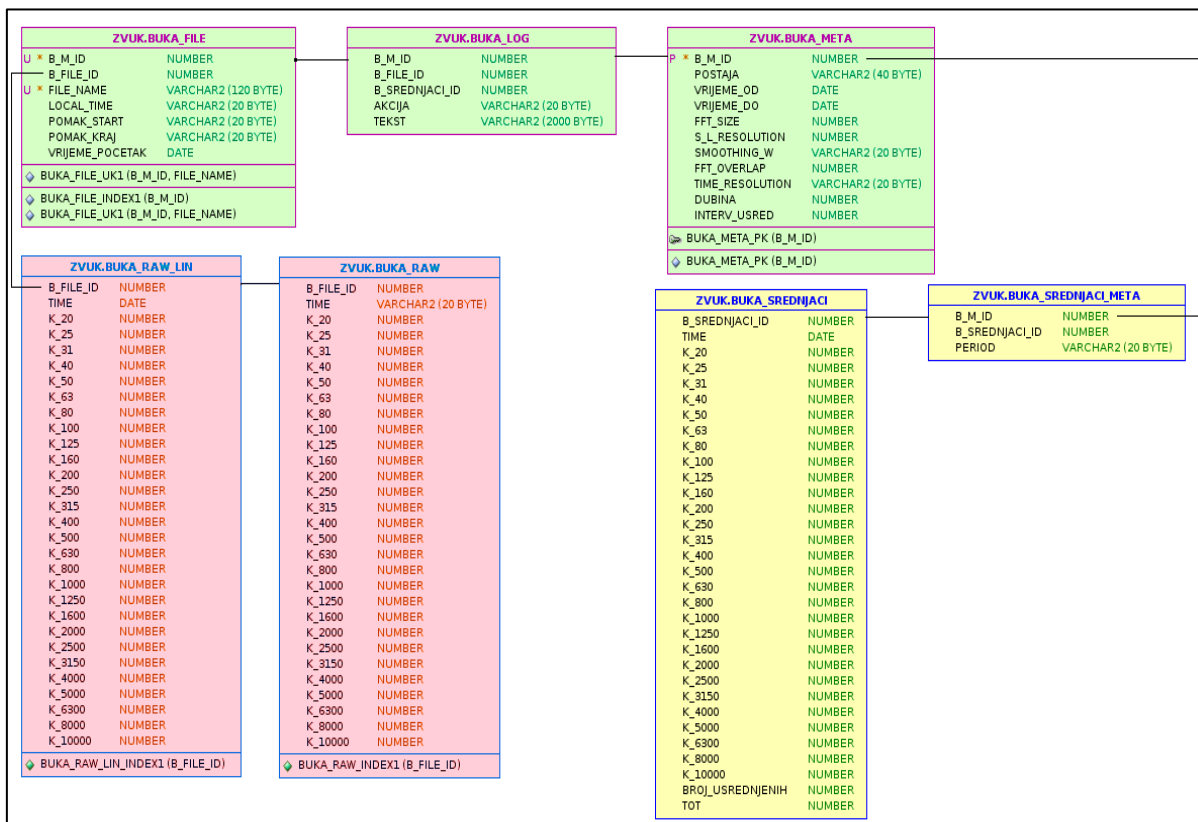 ZVUK.BUKA_FILE
U * B_M_ID NUMBER
B_FILE_ID NUMBER
U * FILE_NAME VARCHAR2 (120 BYTE)
LOCAL_TIME VARCHAR2 (20 BYTE)
POMAK_START VARCHAR2 (20 BYTE)
POMAK_KRAJ VARCHAR2 (20 BYTE)
VRIJEME_POCETAK DATE
BUKA_FILE_UK1 (B_M_ID, FILE_NAME)
BUKA_FILE_INDEX1 (B_M_ID)
BUKA_FILE_UK1 (B_M_ID, FILE_NAME)
ZVUK.BUKA_LOG
B_M_ID NUMBER
B_FILE_ID NUMBER
B_SREDNJACI_ID NUMBER
AKCIJA VARCHAR2 (20 BYTE)
TEKST VARCHAR2 (2000 BYTE)
ZVUK.BUKA_META
P * B_M_ID NUMBER
POSTAJA VARCHAR2 (40 BYTE)
VRIJEME_OD DATE
VRIJEME_DO DATE
FFT_SIZE NUMBER
S_L_RESOLUTION NUMBER
SMOOTHING_W VARCHAR2 (20 BYTE)
FFT_OVERLAP NUMBER
TIME_RESOLUTION VARCHAR2 (20 BYTE)
DUBINA NUMBER
INTERV_USRED NUMBER
BUKA_META_PK (B_M_ID)
BUKA_META_PK (B_M_ID)
ZVUK.BUKA_RAW_LIN
B_FILE_ID NUMBER
TIME DATE
K_20 NUMBER
K_25 NUMBER
K_31 NUMBER
K_40 NUMBER
K_50 NUMBER
K_63 NUMBER
K_80 NUMBER
K_100 NUMBER
K_125 NUMBER
K_160 NUMBER
K_200 NUMBER
K_250 NUMBER
K_315 NUMBER
K_400 NUMBER
K_500 NUMBER
K_630 NUMBER
K_800 NUMBER
K_1000 NUMBER
K_1250 NUMBER
K_1600 NUMBER
K_2000 NUMBER
K_2500 NUMBER
K_3150 NUMBER
K_4000 NUMBER
K_5000 NUMBER
K_6300 NUMBER
K_8000 NUMBER
K_10000 NUMBER
BUKA_RAW_LIN_INDEX1 (B_FILE_ID)
ZVUK.BUKA_RAW
B_FILE_ID NUMBER
TIME VARCHAR2 (20 BYTE)
K_20 NUMBER
K_25 NUMBER
K_31 NUMBER
K_40 NUMBER
K_50 NUMBER
K_63 NUMBER
K_80 NUMBER
K_100 NUMBER
K_125 NUMBER
K_160 NUMBER
K_200 NUMBER
K_250 NUMBER
K_315 NUMBER
K_400 NUMBER
K_500 NUMBER
K_630 NUMBER
K_800 NUMBER
K_1000 NUMBER
K_1250 NUMBER
K_1600 NUMBER
K_2000 NUMBER
K_2500 NUMBER
K_3150 NUMBER
K_4000 NUMBER
K_5000 NUMBER
K_6300 NUMBER
K_8000 NUMBER
K_10000 NUMBER
BUKA_RAW_INDEX1 (B_FILE_ID)
ZVUK.BUKA_SREDNJACI
B_SREDNJACI_ID NUMBER
TIME DATE
K_20 NUMBER
K_25 NUMBER
K_31 NUMBER
K_40 NUMBER
K_50 NUMBER
K_63 NUMBER
K_80 NUMBER
K_100 NUMBER
K_125 NUMBER
K_160 NUMBER
K_200 NUMBER
K_250 NUMBER
K_315 NUMBER
K_400 NUMBER
K_500 NUMBER
K_630 NUMBER
K_800 NUMBER
K_1000 NUMBER
K_1250 NUMBER
K_1600 NUMBER
K_2000 NUMBER
K_2500 NUMBER
K_3150 NUMBER
K_4000 NUMBER
K_5000 NUMBER
K_6300 NUMBER
K_8000 NUMBER
K_10000 NUMBER
BROJ_USREDNJENIH NUMBER
TOT NUMBER
ZVUK.BUKA_SREDNJACI_META
B_M_ID NUMBER
B_SREDNJACI_ID NUMBER
PERIOD VARCHAR2 (20 BYTE)